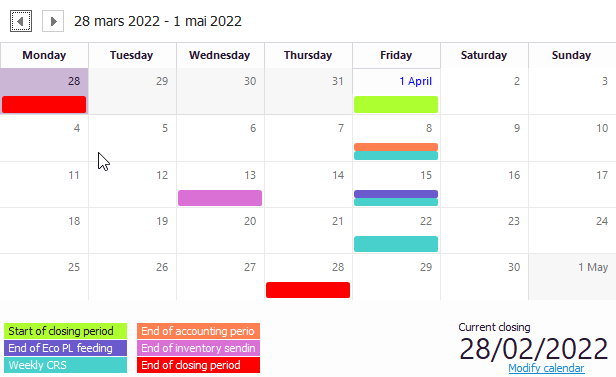 28 mars 2022 - 1 mai 2022
Monday Tuesday Wednesday Thursday Friday Saturday Sunday
28 29 30 31 1 April 2 3
4 5 6 7 8 9 10
11 12 13 14 15 16 17
18 19 20 21 22 23 24
25 26 27 28 29 30 1 May
Start of closing period End of accounting perio
End of Eco PL feeding End of inventory sendin
Weekly CRS End of closing period
Current closing
28/02/2022
Modify calendar